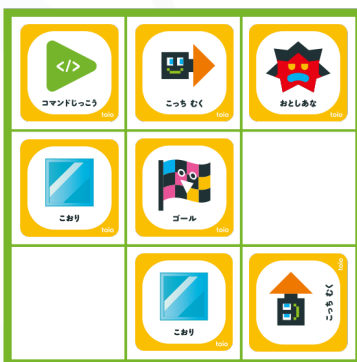 </>
コマンドじっこう
toio
こっち むく
toio
おとしあな
toio
こおり
toio
ゴール
toio
こおり
toio
こっち むく
toio